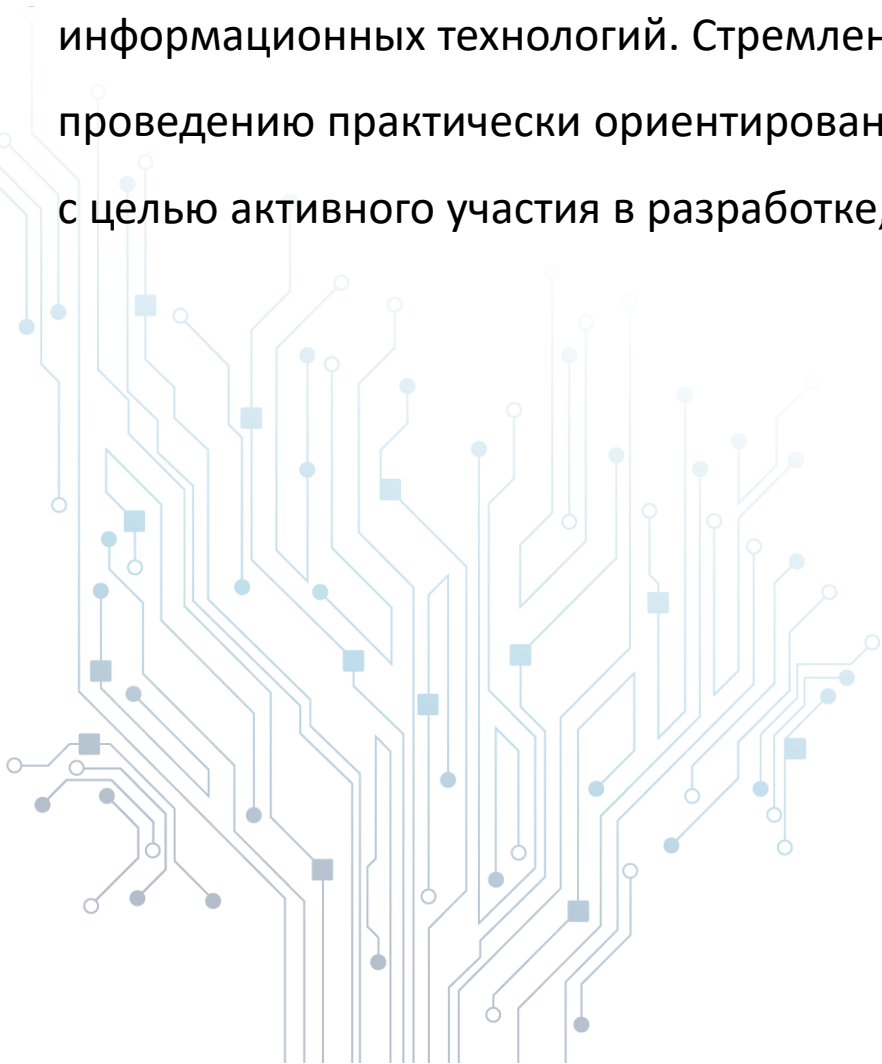 информационных технологий.
проведению практически
с целью активного участия в разработке,